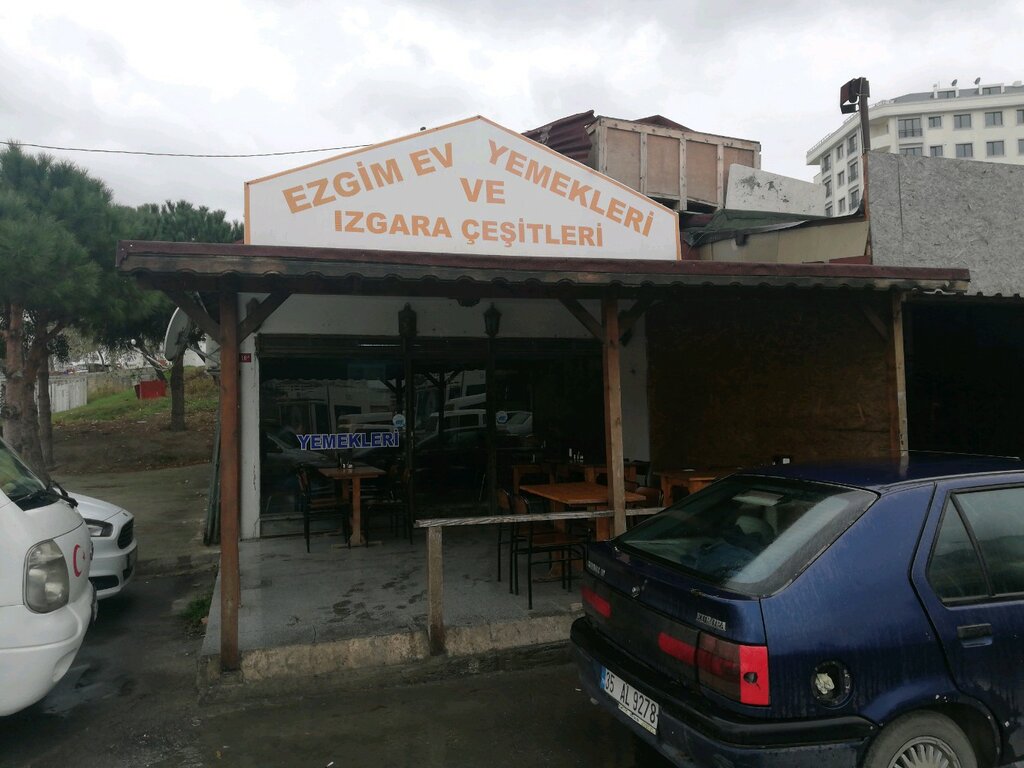 EZGİM EV YEMEKLERİ
VE
IZGARA ÇEŞİTLERİ
YEMEKLERİ
35 AL 9278